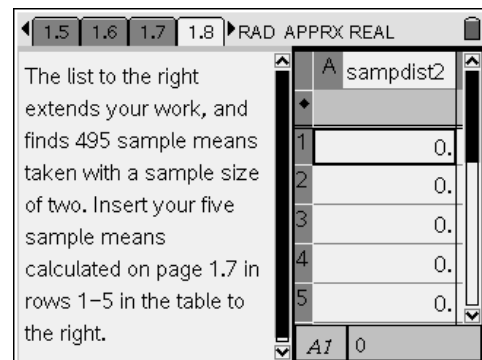 1.5 1.6 1.7 1.8 RAD APPRX REAL
The list to the right
extends your work, and
finds 495 sample means
taken with a sample size
of two. Insert your five
sample means
calculated on page 1.7 in
rows 1–5 in the table to
the right.
A sampdist2
1 0.
2 0.
3 0.
4 0.
5 0.
A1 0